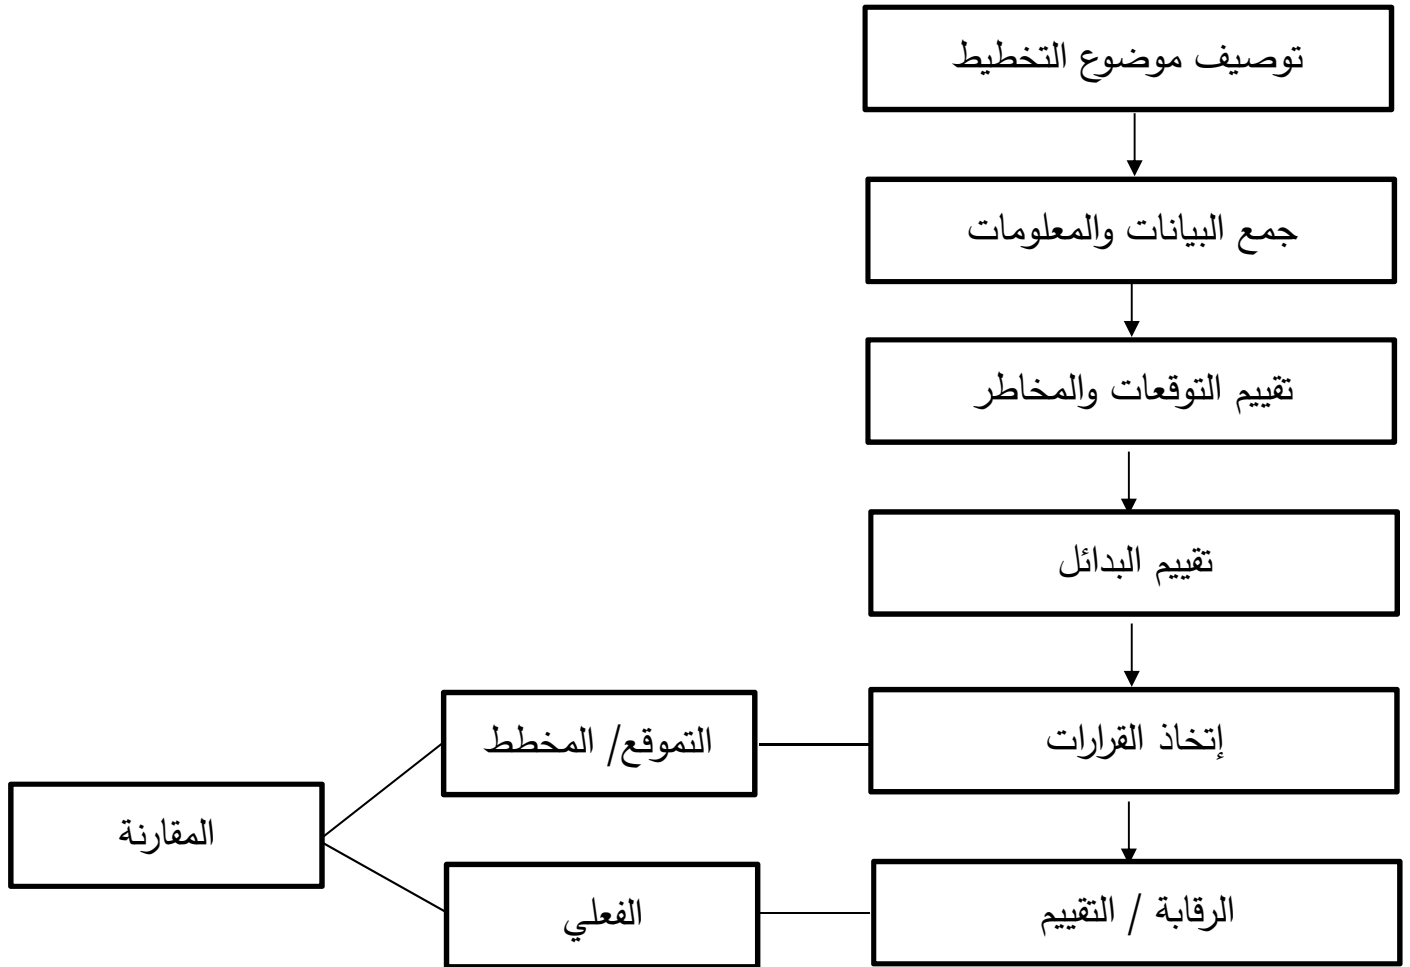 توصيف موضوع التخطيط
جمع البيانات والمعلومات
تقييم التوقعات والمخاطر
تقييم البدائل
إتخاذ القرارات
التموقع/ المخطط
المقارنة
الرقابة / التقييم
الفعلي